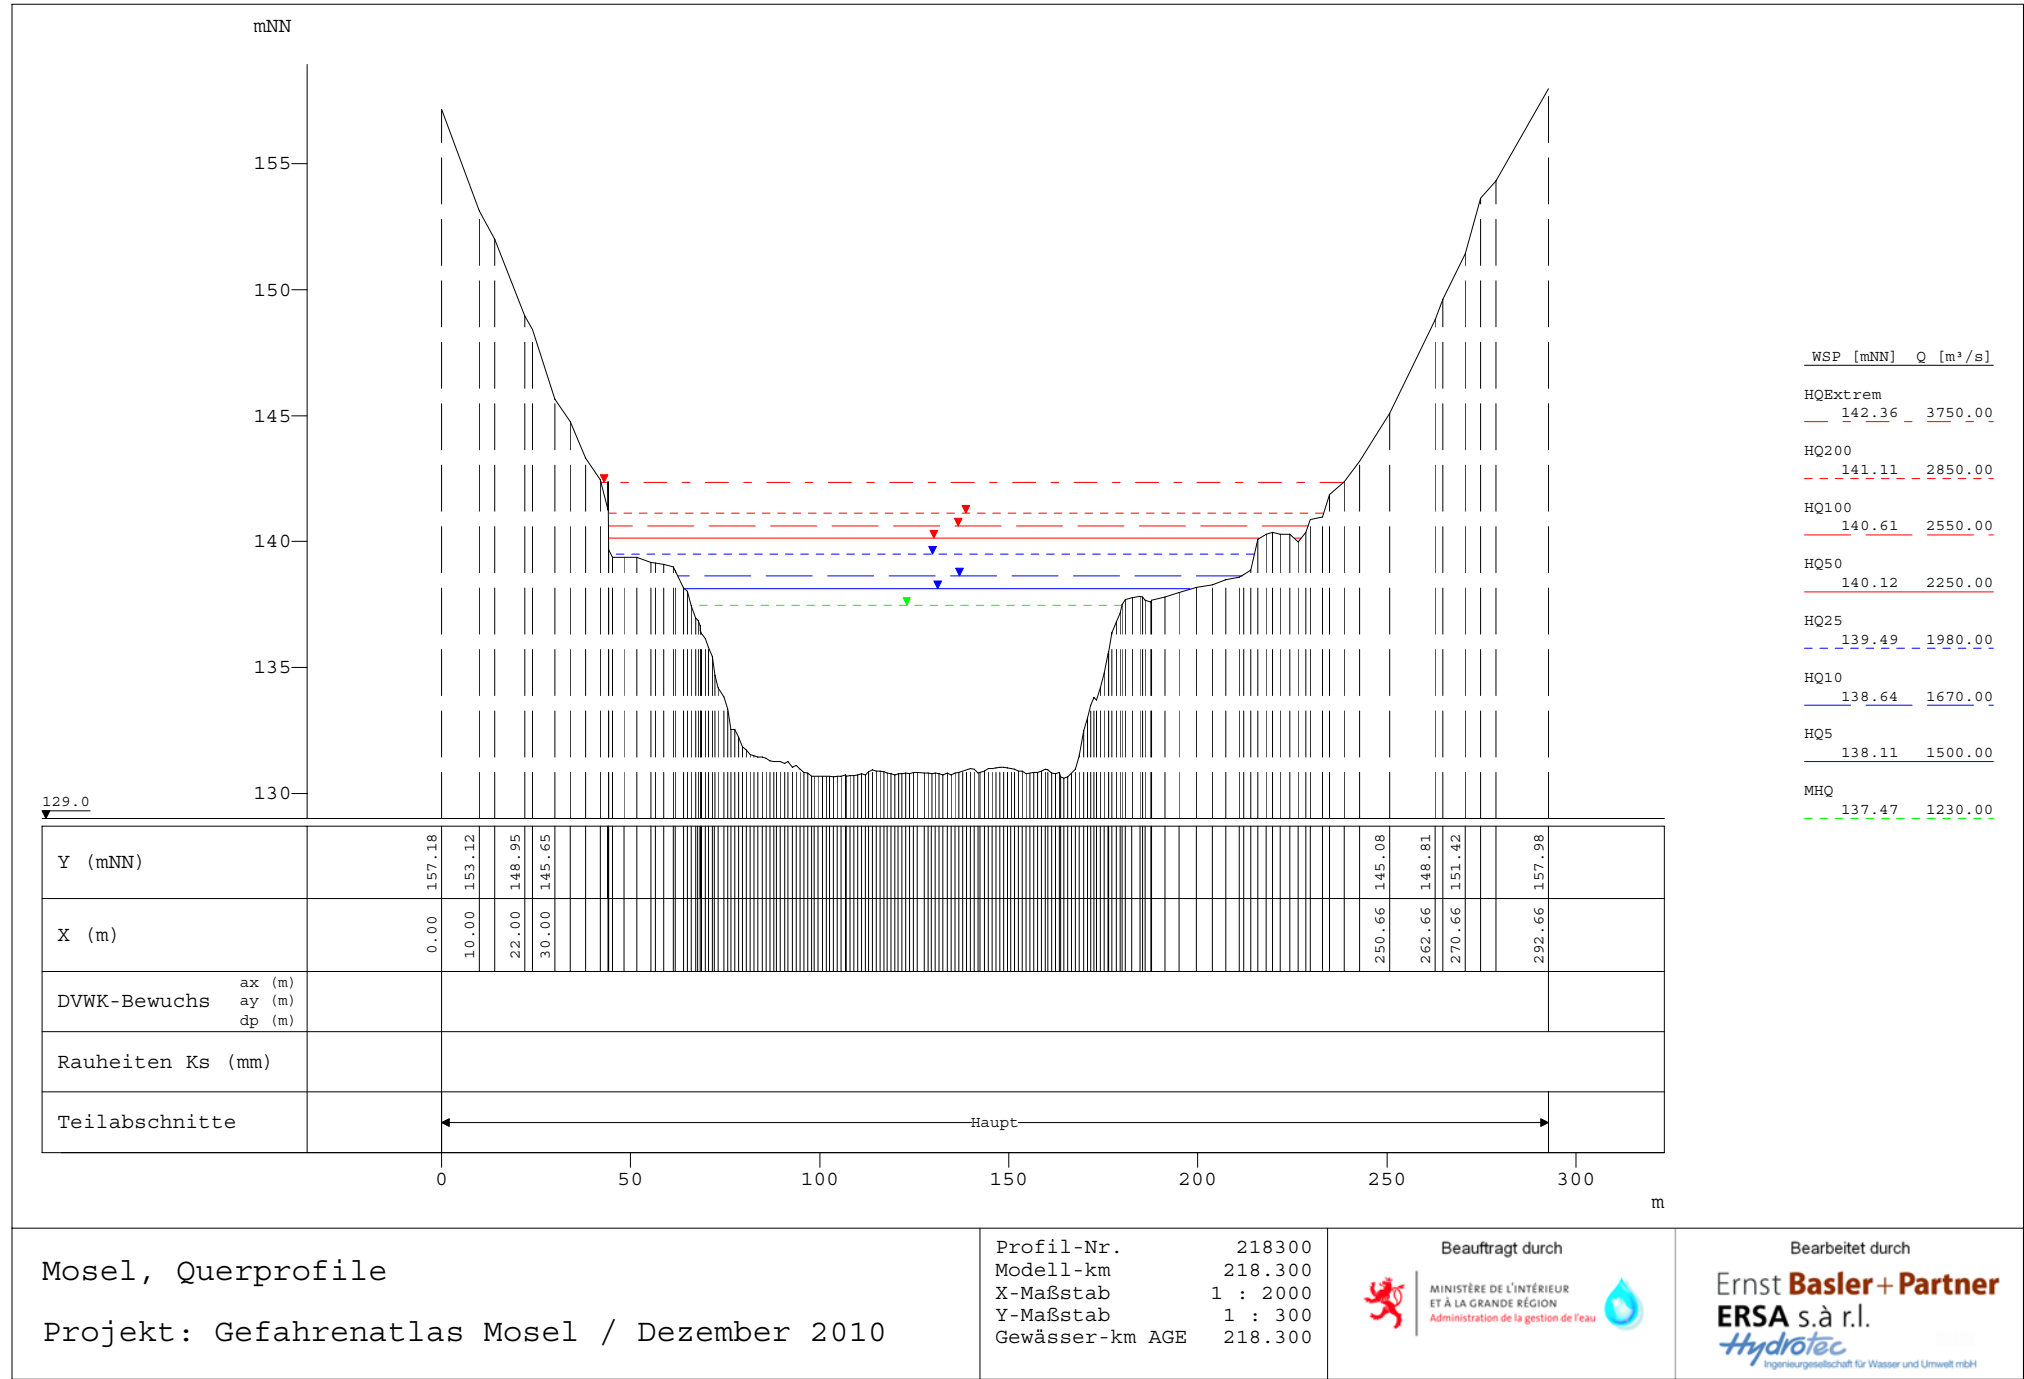 mNN
155
150
145
140
135
130
129.0
WSP [mNN] Q [m³/s]
HQExtrem
142.36 3750.00
HQ200
141.11 2850.00
HQ100
140.61 2550.00
HQ50
140.12 2250.00
HQ25
139.49 1980.00
HQ10
138.64 1670.00
HQ5
138.11 1500.00
MHQ
137.47 1230.00
Y (mNN) 157.18 153.12 148.95 145.65 145.08 148.81 151.42 157.98
X (m) 0.00 10.00 22.00 30.00 250.66 262.66 270.66 292.66
DVWK-Bewuchs
ax (m)
ay (m)
dp (m)
Rauheiten Ks (mm)
Teilabschnitte
Haupt
0 50 100 150 200 250 300
m
Mosel, Querprofile
Projekt: Gefahrenatlas Mosel / Dezember 2010
Profil-Nr. 218300
Modell-km 218.300
X-Maßstab 1 : 2000
Y-Maßstab 1 : 300
Gewässer-km AGE 218.300
Beauftragt durch
MINISTÈRE DE L'INTÉRIEUR
ET À LA GRANDE RÉGION
Administration de la gestion de l'eau
Bearbeitet durch
Ernst Basler + Partner
ERSA s.à r.l.
Hydrotec
Ingenieurgesellschaft für Wasser und Umwelt mbH